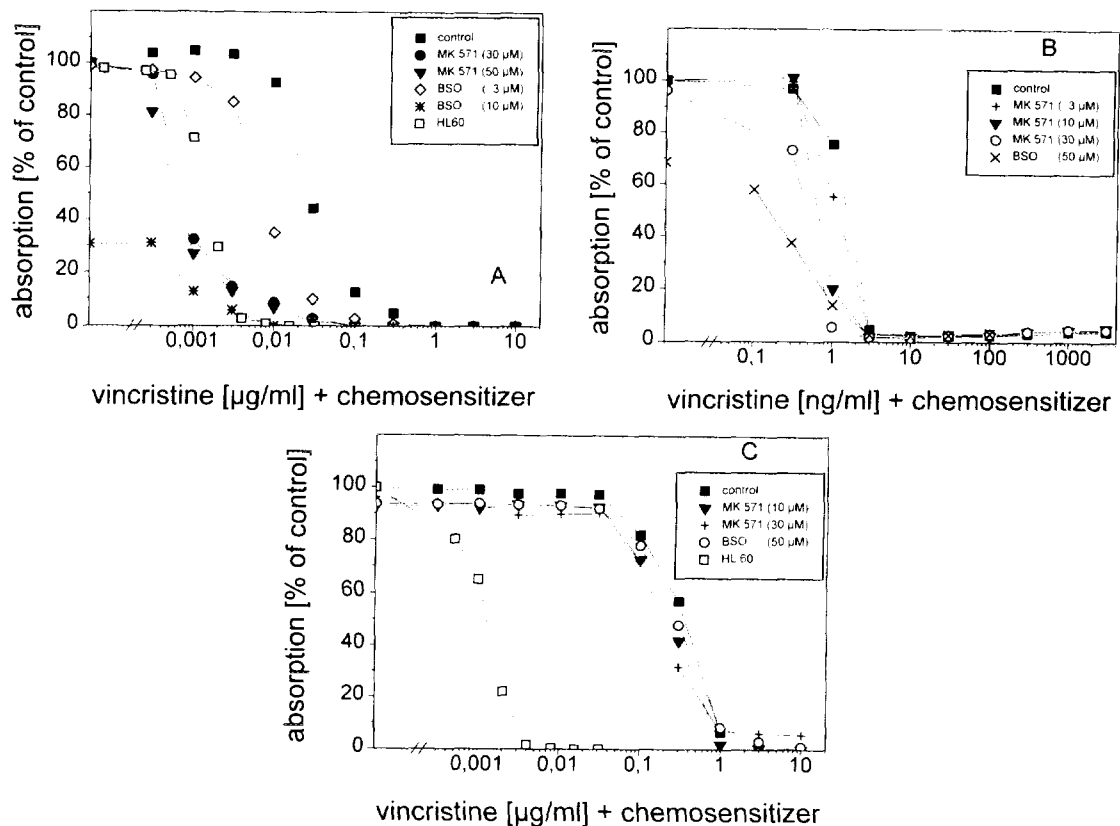 absorption [% of control]
100
80
60
40
20
0
0,001
0,01
0,1
1
10
vincristine [µg/ml] + chemosensitizer
control
MK 571 (30 µM)
MK 571 (50 µM)
BSO ( 3 µM)
BSO (10 µM)
HL60
A
absorption [% of control]
100
80
60
40
20
0
0,1
1
10
100
1000
vincristine [ng/ml] + chemosensitizer
B
control
MK 571 ( 3 µM)
MK 571 (10 µM)
MK 571 (30 µM)
BSO (50 µM)
absorption [% of control]
100
80
60
40
20
0
0,001
0,01
0,1
1
10
vincristine [µg/ml] + chemosensitizer
C
control
MK 571 (10 µM)
MK 571 (30 µM)
BSO (50 µM)
HL 60